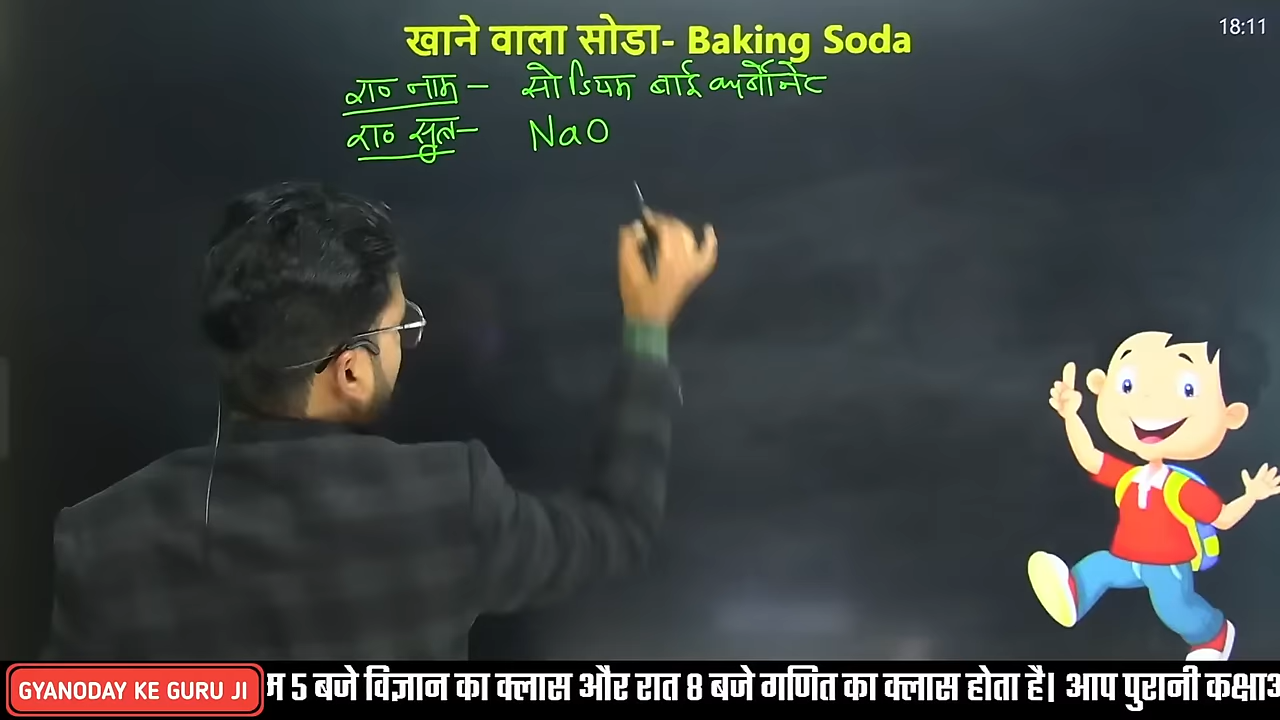 18:11
खाने वाला सोडा- Baking Soda
रा० नाम - सोडियम बाई कार्बोनेट
रा० सूत्र- NaO
GYANODAY KE GURU JI
म 5 बजे विज्ञान का क्लास और रात 8 बजे गणित का क्लास होता है। आप पुरानी कक्षाअ